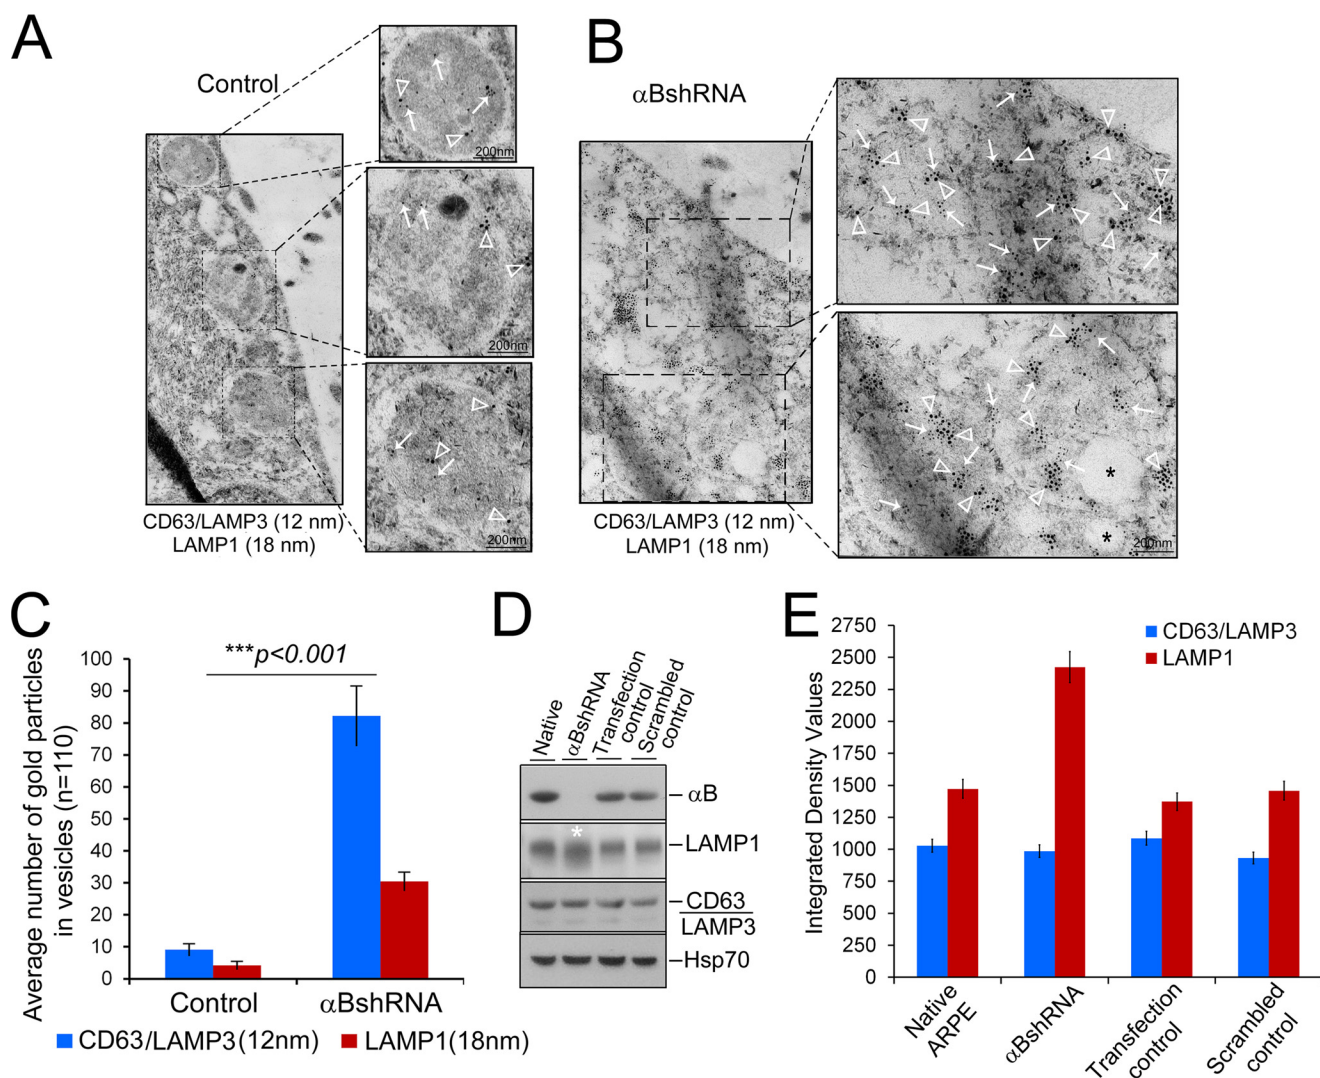 A
Control
200nm
200nm
200nm
CD63/LAMP3 (12 nm)
LAMP1 (18 nm)
B
αBshRNA
*
*
200nm
CD63/LAMP3 (12 nm)
LAMP1 (18 nm)
C
***p<0.001
Average number of gold particles
in vesicles (n=110)
100
90
80
70
60
50
40
30
20
10
0
Control
αBshRNA
CD63/LAMP3(12nm)
LAMP1(18nm)
D
Native
αBshRNA
Transfection
control
Scrambled
control
αB
*
LAMP1
CD63
LAMP3
Hsp70
E
CD63/LAMP3
LAMP1
Integrated Density Values
2750
2500
2250
2000
1500
1250
1000
750
500
250
0
Native
ARPE
αBshRNA
Transfection
control
Scrambled
control